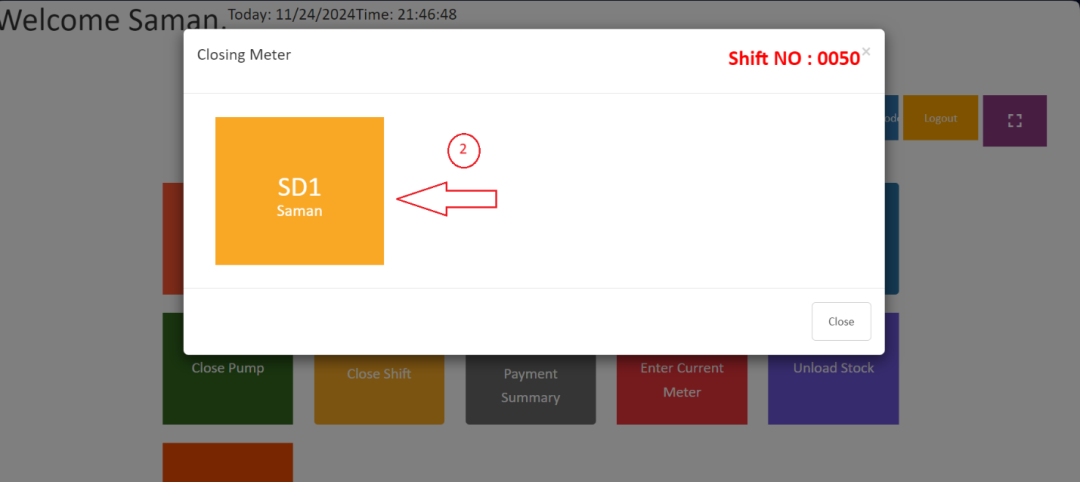 Welcome Saman.
Today: 11/24/2024Time: 21:46:48
Closing Meter
Shift NO : 0050
×
Logout
SD1
Saman
2
Close
Close Pump
Close Shift
Payment
Summary
Enter Current
Meter
Unload Stock